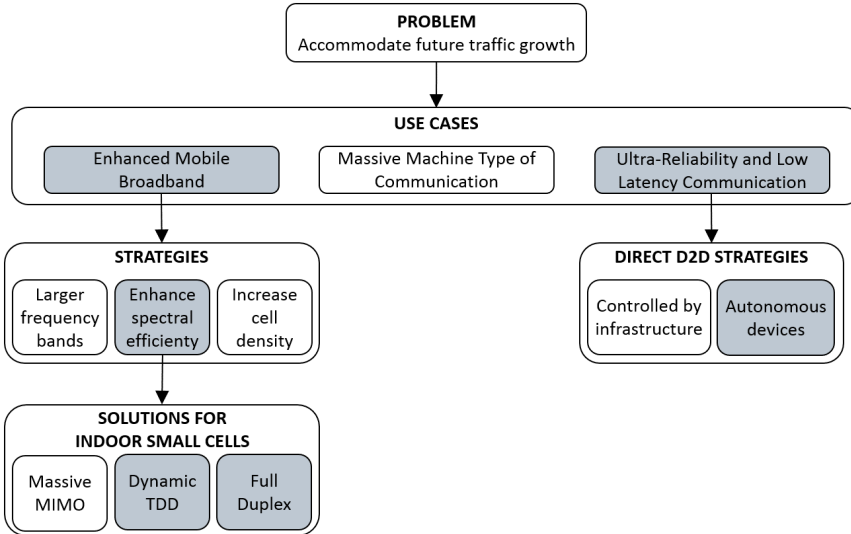 PROBLEM
Accommodate future traffic growth
USE CASES
Enhanced Mobile
Broadband
Massive Machine Type of
Communication
Ultra-Reliability and Low
Latency Communication
STRATEGIES
Larger
frequency
bands
Enhance
spectral
efficienty
Increase
cell
density
DIRECT D2D STRATEGIES
Controlled by
infrastructure
Autonomous
devices
SOLUTIONS FOR
INDOOR SMALL CELLS
Massive
MIMO
Dynamic
TDD
Full
Duplex